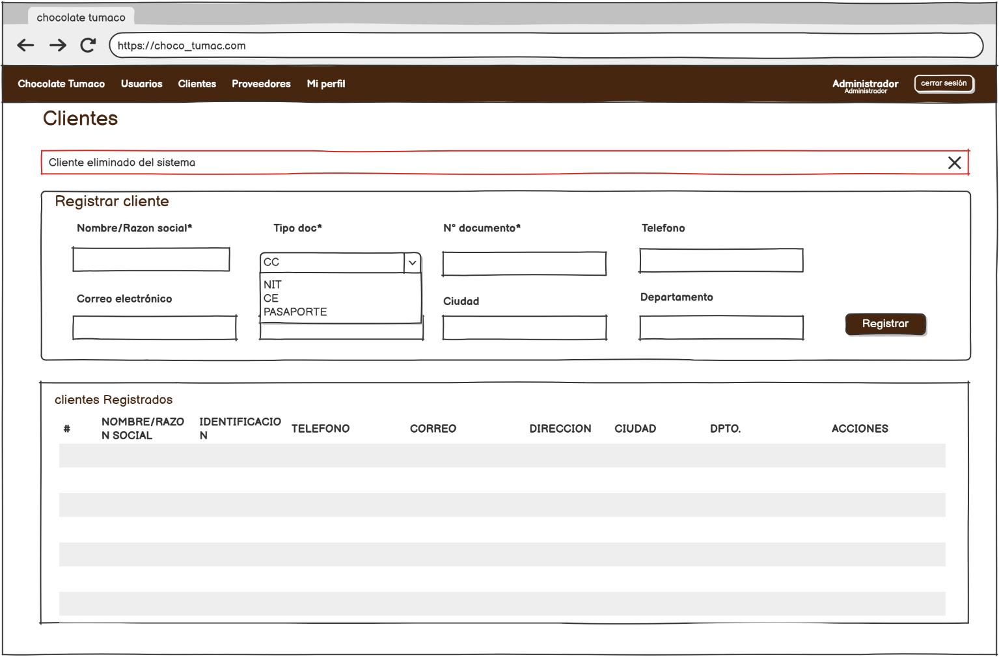 chocolate tumaco
https://choco_tumac.com
Chocolate Tumaco Usuarios Clientes Proveedores Mi perfil Administrador cerrar sesión
Administrador
Clientes
Cliente eliminado del sistema
Registrar cliente
Nombre/Razon social* Tipo doc* N° documento* Telefono
CC
NIT
CE
PASAPORTE
Correo electrónico Ciudad Departamento
Registrar
clientes Registrados
# NOMBRE/RAZO
N SOCIAL IDENTIFICACIO
N TELEFONO CORREO DIRECCION CIUDAD DPTO. ACCIONES